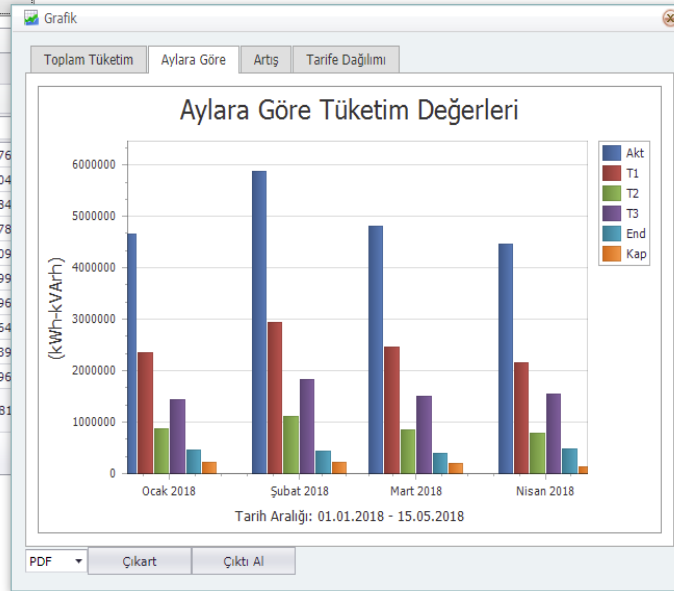 Grafik
Toplam Tüketim
Aylara Göre
Artış
Tarife Dağılımı
Aylara Göre Tüketim Değerleri
(kWh-kVArh)
6000000
5000000
4000000
3000000
2000000
1000000
0
Ocak 2018
Şubat 2018
Mart 2018
Nisan 2018
Tarih Aralığı: 01.01.2018 - 15.05.2018
Akt
T1
T2
T3
End
Kap
PDF
Çıkart
Çıktı Al